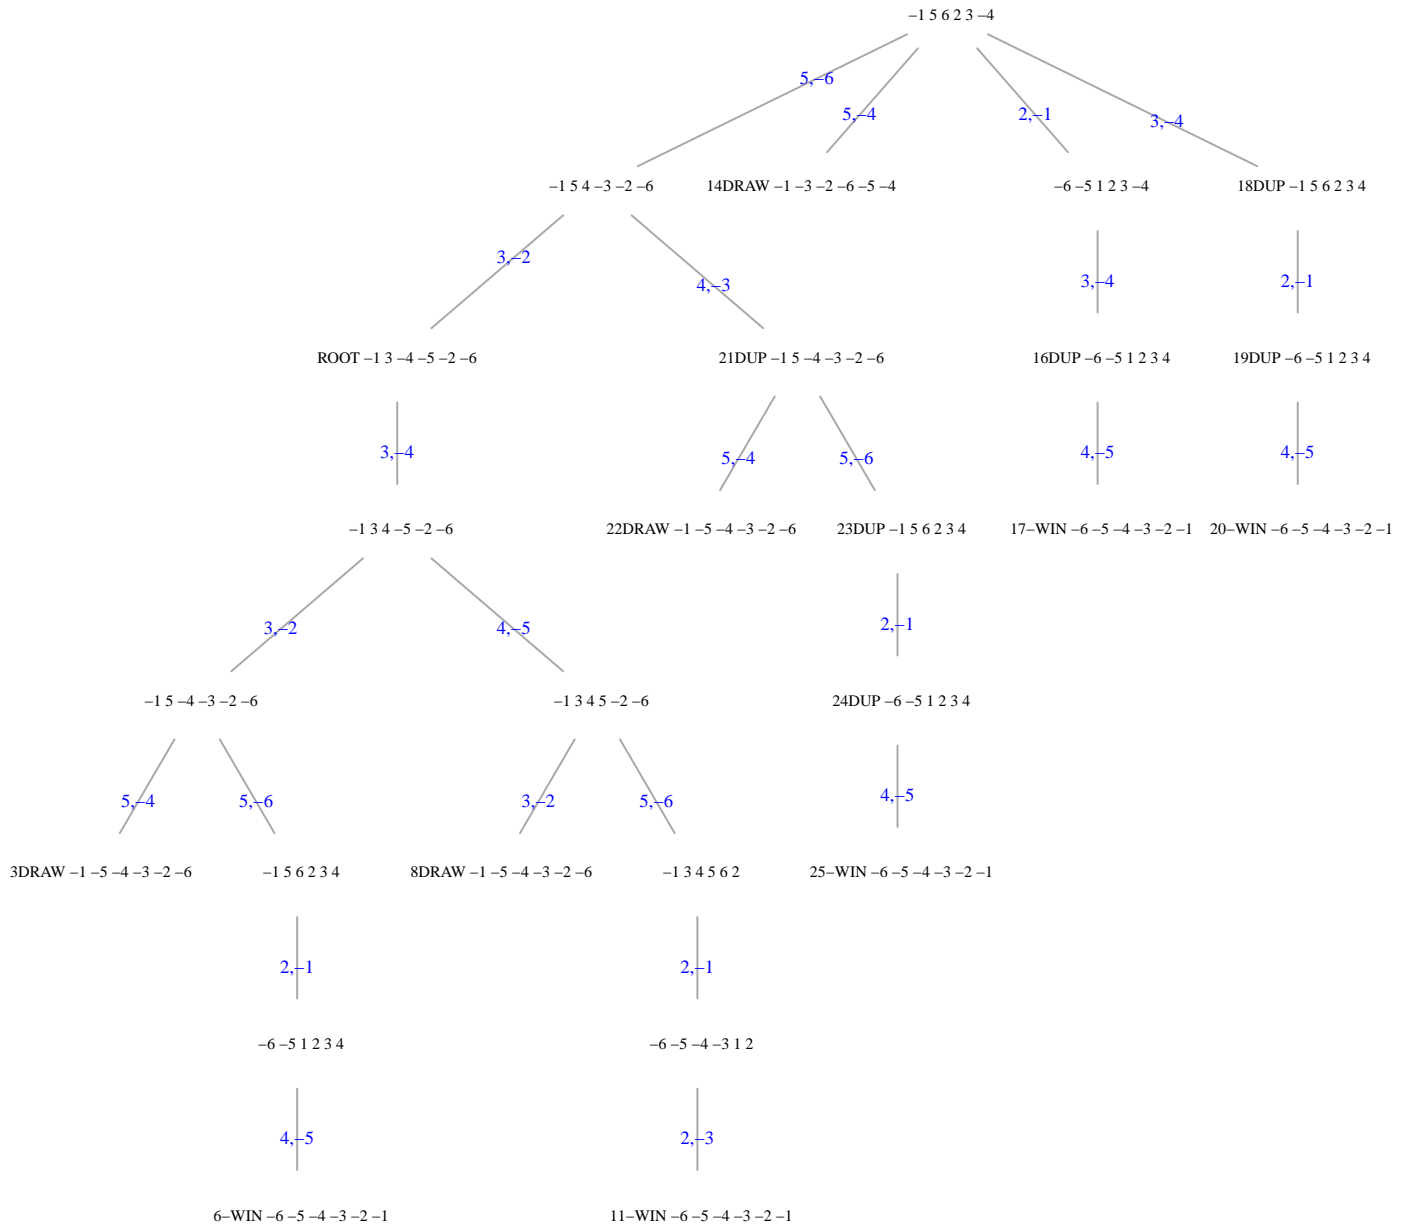 –1 5 6 2 3 –4
5,–6
5,–4
2,–1
3,–4
–1 5 4 –3 –2 –6
14DRAW –1 –3 –2 –6 –5 –4
–6 –5 1 2 3 –4
18DUP –1 5 6 2 3 4
3,–2
4,–3
3,–4
2,–1
ROOT –1 3 –4 –5 –2 –6
21DUP –1 5 –4 –3 –2 –6
16DUP –6 –5 1 2 3 4
19DUP –6 –5 1 2 3 4
3,–4
5,–4
5,–6
4,–5
4,–5
–1 3 4 –5 –2 –6
22DRAW –1 –5 –4 –3 –2 –6
23DUP –1 5 6 2 3 4
17–WIN –6 –5 –4 –3 –2 –1
20–WIN –6 –5 –4 –3 –2 –1
3,–2
4,–5
2,–1
–1 5 –4 –3 –2 –6
–1 3 4 5 –2 –6
24DUP –6 –5 1 2 3 4
5,–4
5,–6
3,–2
5,–6
4,–5
3DRAW –1 –5 –4 –3 –2 –6
–1 5 6 2 3 4
8DRAW –1 –5 –4 –3 –2 –6
–1 3 4 5 6 2
25–WIN –6 –5 –4 –3 –2 –1
2,–1
2,–1
–6 –5 1 2 3 4
–6 –5 –4 –3 1 2
4,–5
2,–3
6–WIN –6 –5 –4 –3 –2 –1
11–WIN –6 –5 –4 –3 –2 –1